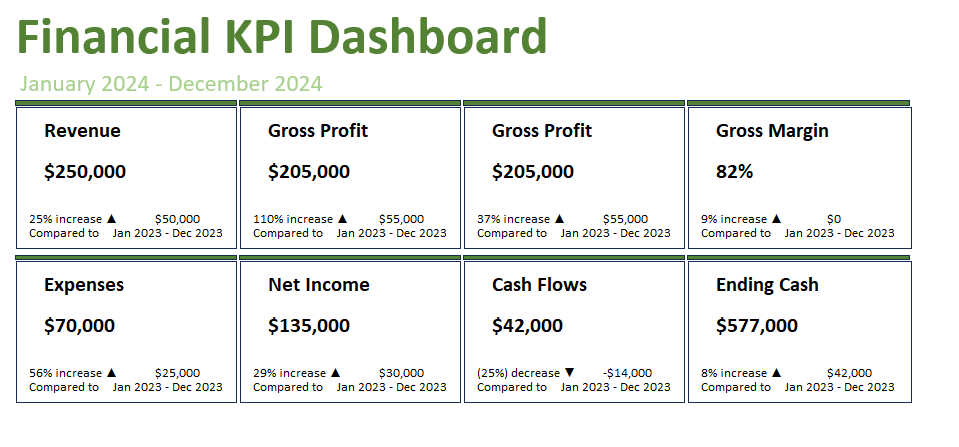 Financial KPI Dashboard
January 2024 - December 2024
Revenue
$250,000
25% increase ▲ $50,000
Compared to Jan 2023 - Dec 2023
Gross Profit
$205,000
110% increase ▲ $55,000
Compared to Jan 2023 - Dec 2023
Gross Profit
$205,000
37% increase ▲ $55,000
Compared to Jan 2023 - Dec 2023
Gross Margin
82%
9% increase ▲ $0
Compared to Jan 2023 - Dec 2023
Expenses
$70,000
56% increase ▲ $25,000
Compared to Jan 2023 - Dec 2023
Net Income
$135,000
29% increase ▲ $30,000
Compared to Jan 2023 - Dec 2023
Cash Flows
$42,000
(25%) decrease ▼ -$14,000
Compared to Jan 2023 - Dec 2023
Ending Cash
$577,000
8% increase ▲ $42,000
Compared to Jan 2023 - Dec 2023